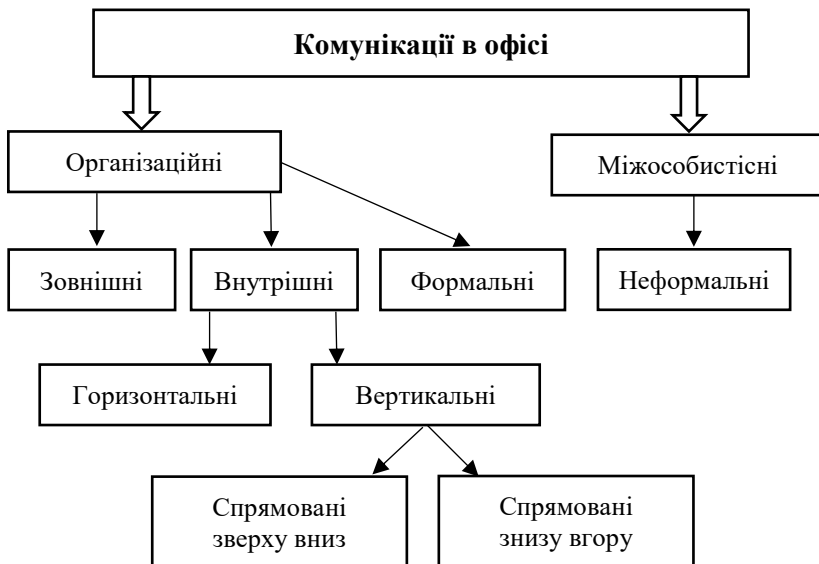 Комунікації в офісі
Організаційні
Міжособистісні
Зовнішні
Внутрішні
Формальні
Неформальні
Горизонтальні
Вертикальні
Спрямовані
зверху вниз
Спрямовані
знизу вгору